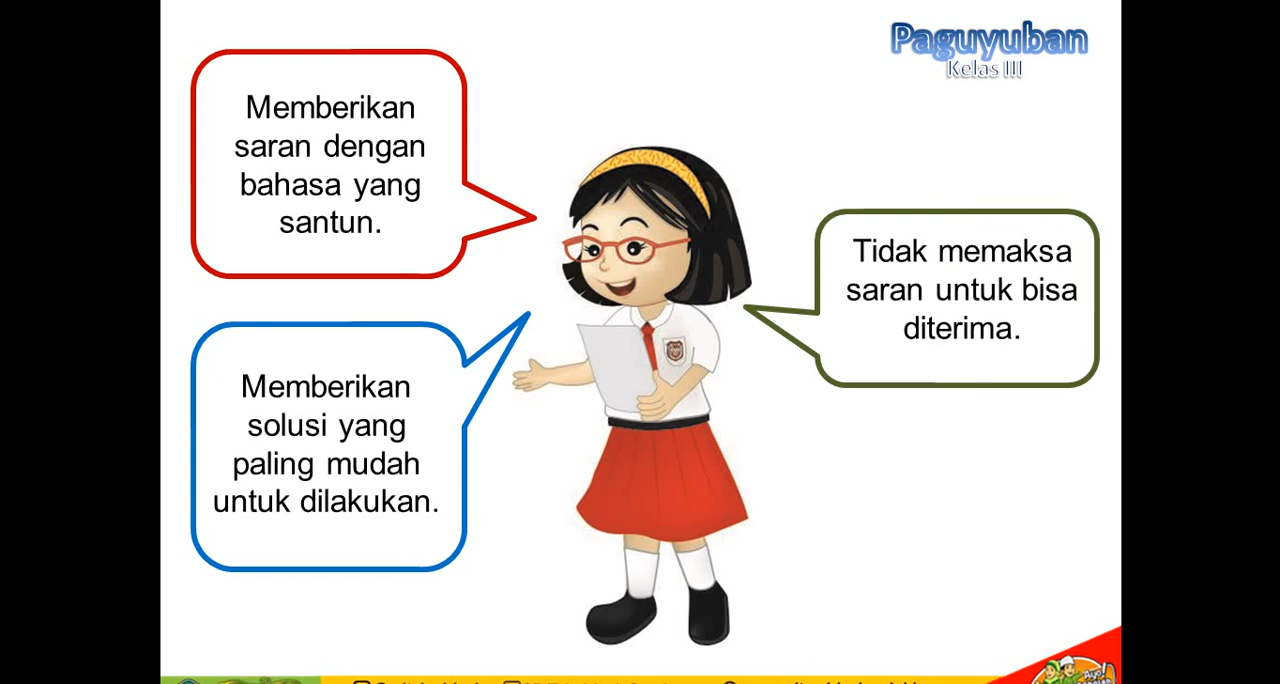 Paguyuban
Kelas III
Memberikan
saran dengan
bahasa yang
santun.
Tidak memaksa
saran untuk bisa
diterima.
Memberikan
solusi yang
paling mudah
untuk dilakukan.
Ayo!